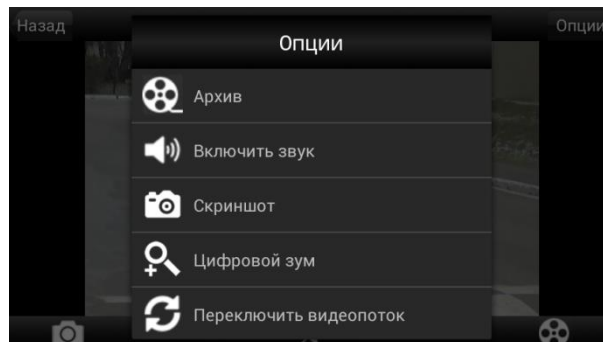 Назад
Опции
Опции
Архив
Включить звук
Скриншот
Цифровой зум
Переключить видеопоток